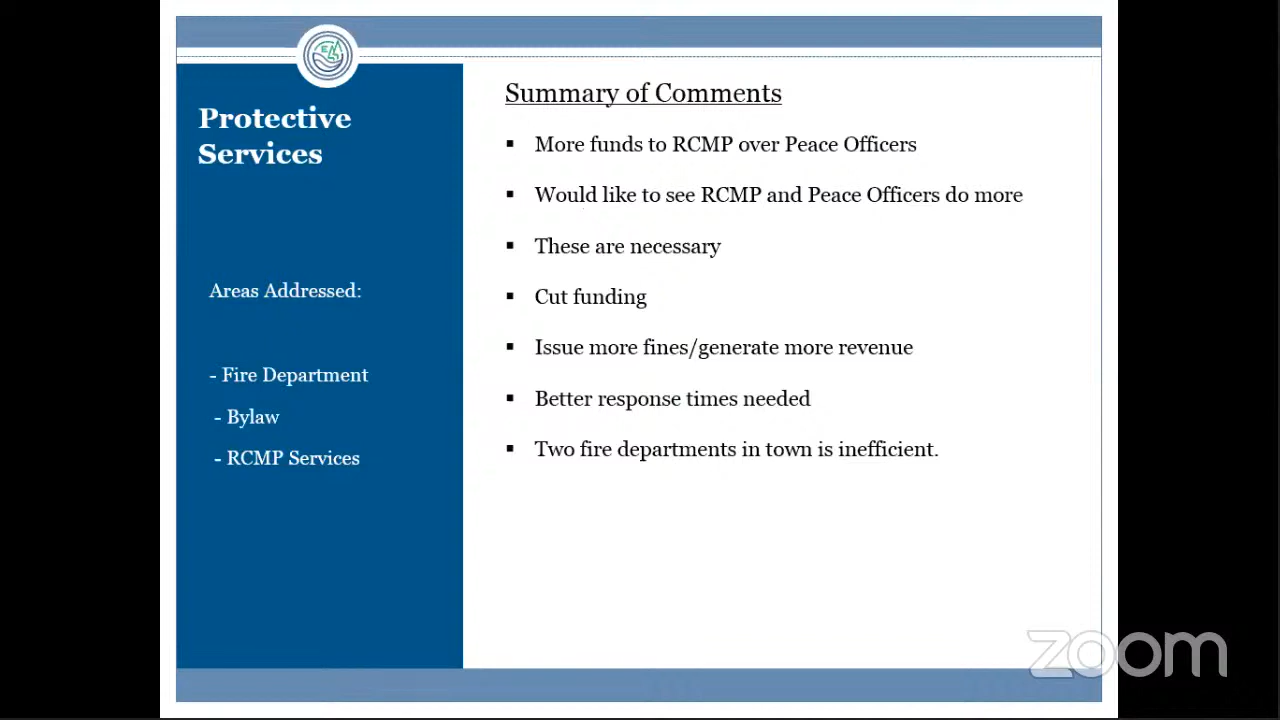 Protective
Services
Areas Addressed:
- Fire Department
- Bylaw
- RCMP Services
Summary of Comments
▪ More funds to RCMP over Peace Officers
▪ Would like to see RCMP and Peace Officers do more
▪ These are necessary
▪ Cut funding
▪ Issue more fines/generate more revenue
▪ Better response times needed
▪ Two fire departments in town is inefficient.
zoom